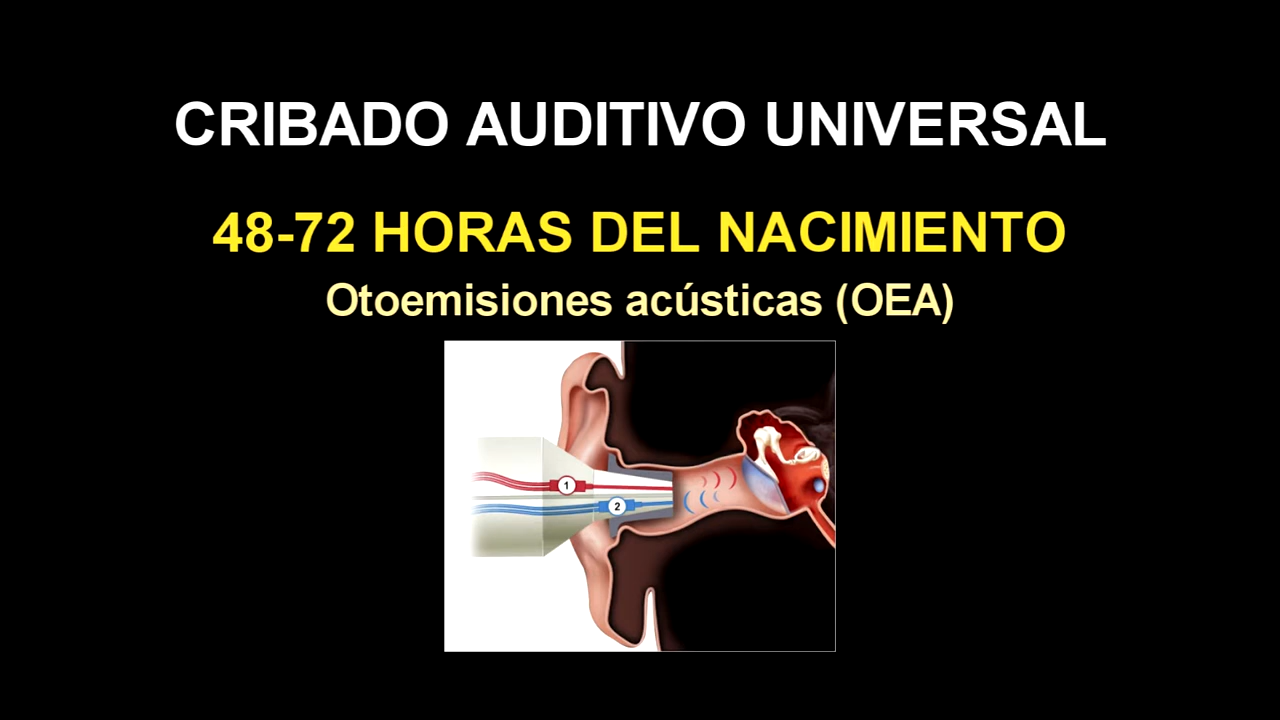 CRIBADO AUDITIVO UNIVERSAL
48-72 HORAS DEL NACIMIENTO
Otoemisiones acústicas (OEA)
1
2